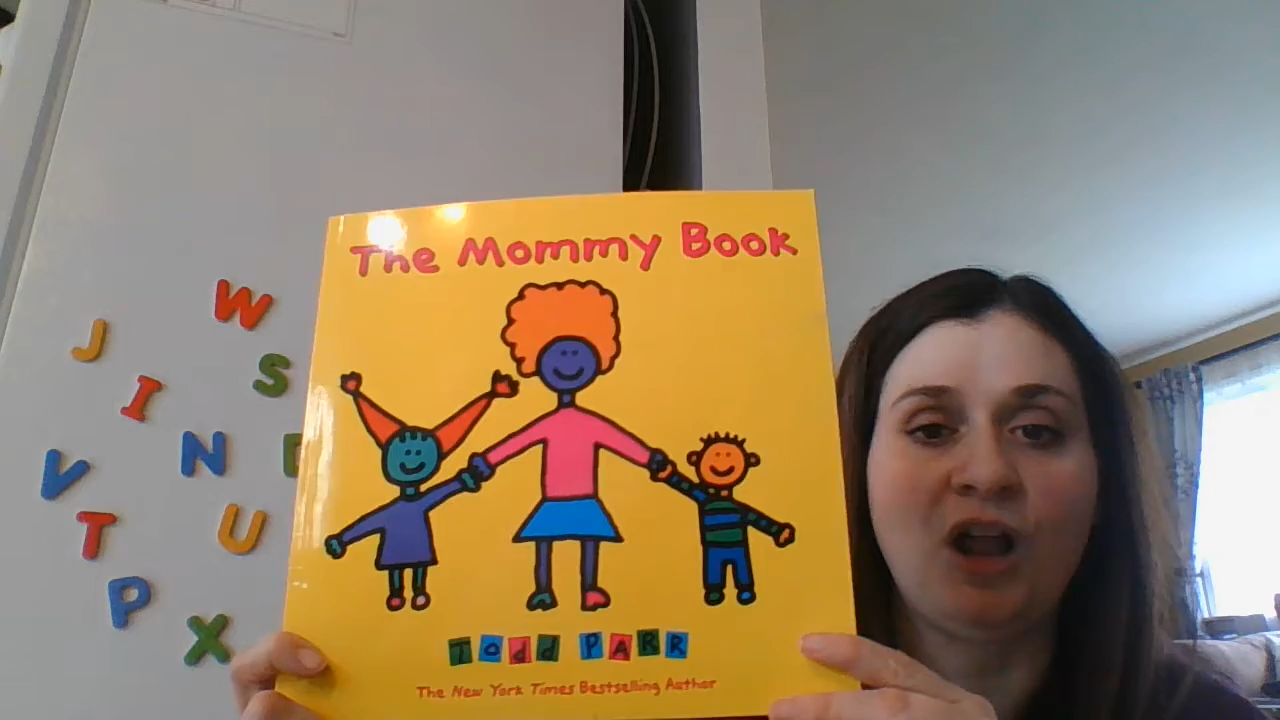 The Mommy Book
Todd Parr
The New York Times Bestselling Author
W
J
S
I
N
V
T
U
P
X